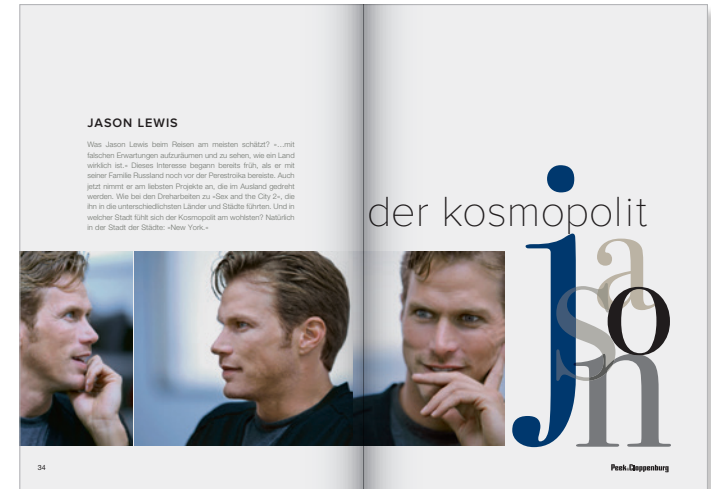 JASON LEWIS
Was Jason Lewis beim Reisen am meisten schätzt? «…mit
falschen Erwartungen aufzuräumen und zu sehen, wie ein Land
wirklich ist.» Dieses Interesse begann bereits früh, als er mit
seiner Familie Russland noch vor der Perestroika bereiste. Auch
jetzt nimmt er am liebsten Projekte an, die im Ausland gedreht
werden. Wie bei den Dreharbeiten zu «Sex and the City 2», die
ihn in die unterschiedlichsten Länder und Städte führten. Und in
welcher Stadt fühlt sich der Kosmopolit am wohlsten? Natürlich
in der Stadt der Städte: «New York.»
der kosmopolit
jason
34
Peek&Cloppenburg